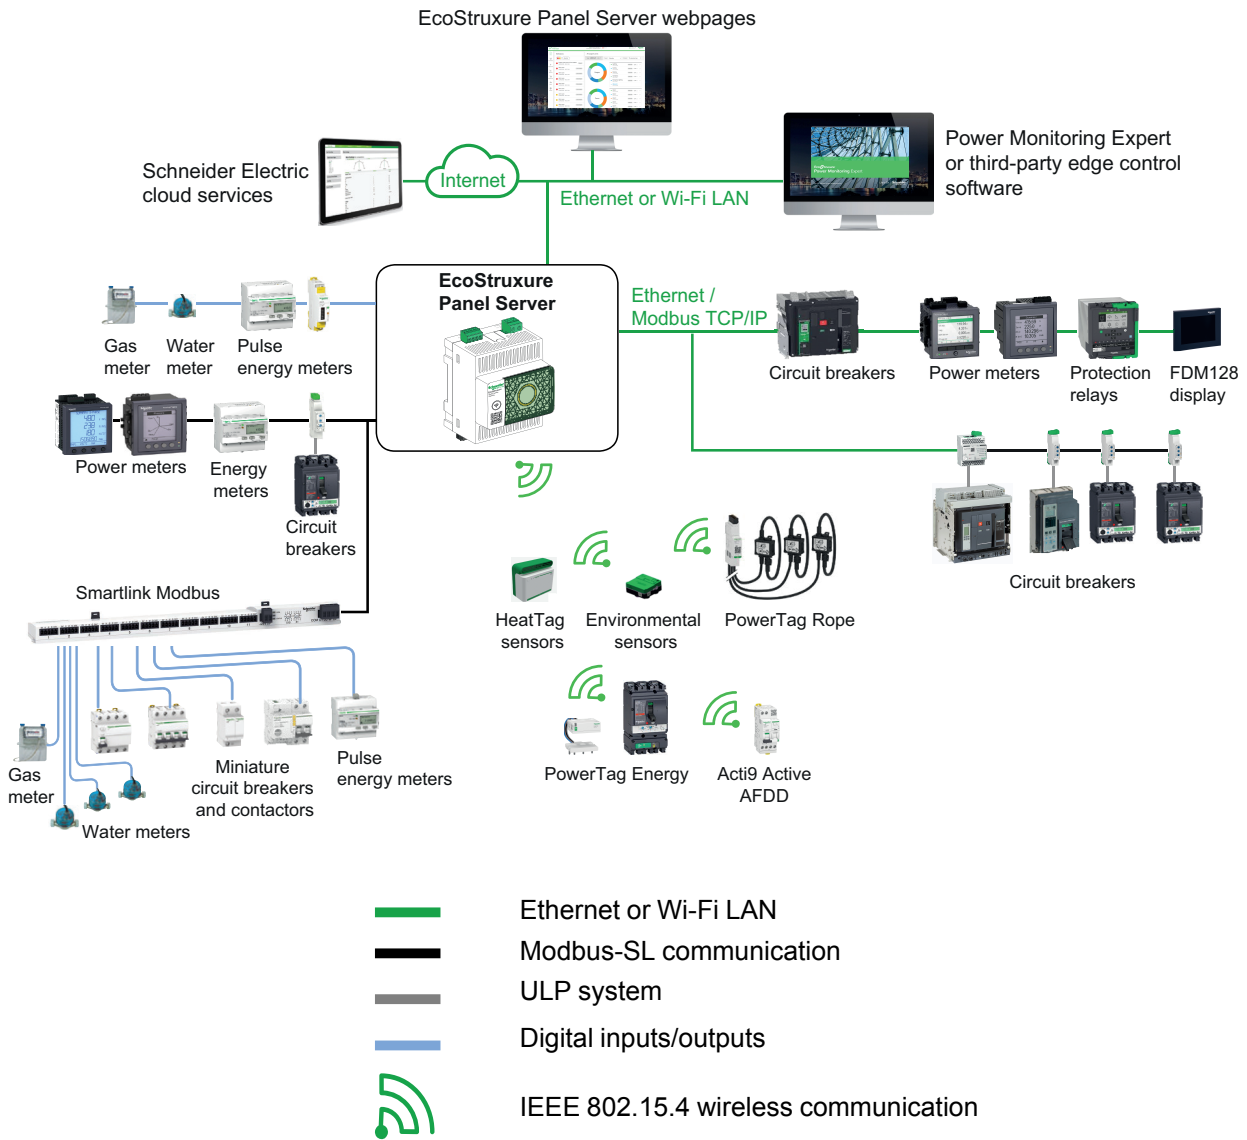 EcoStruxure Panel Server webpages
Schneider Electric
cloud services
Internet
Ethernet or Wi-Fi LAN
Power Monitoring Expert
Power Monitoring Expert
or third-party edge control
software
EcoStruxure
Panel Server
Ethernet /
Modbus TCP/IP
Gas
meter
Water
meter
Pulse
energy meters
Circuit breakers
Power meters
Protection
relays
FDM128
display
Power meters
Energy
meters
Circuit
breakers
Circuit breakers
Smartlink Modbus
HeatTag
sensors
Environmental
sensors
PowerTag Rope
PowerTag Energy
Acti9 Active
AFDD
Gas
meter
Water meters
Miniature
circuit breakers
and contactors
Pulse
energy meters
Ethernet or Wi-Fi LAN
Modbus-SL communication
ULP system
Digital inputs/outputs
IEEE 802.15.4 wireless communication